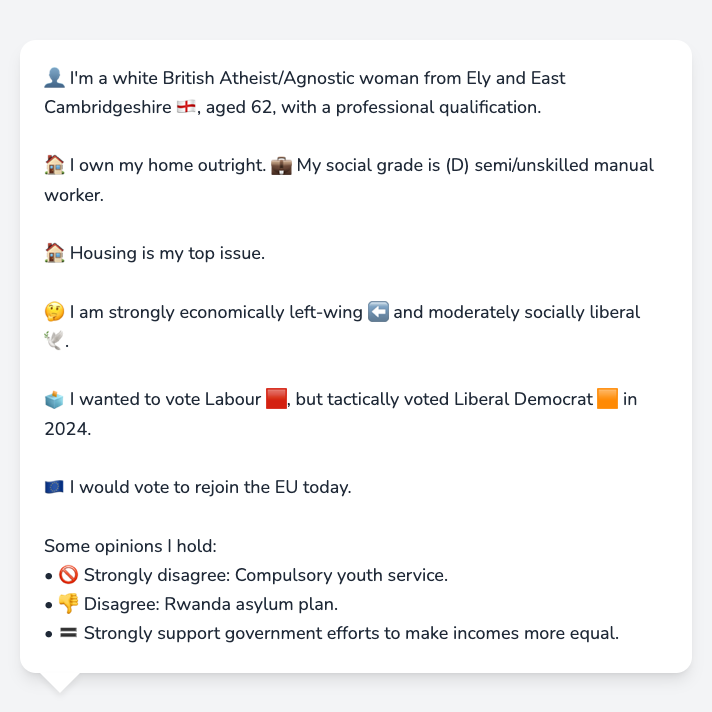 👤 I'm a white British Atheist/Agnostic woman from Ely and East
Cambridgeshire 🏴󠁧󠁢󠁥󠁮󠁧󠁿, aged 62, with a professional qualification.
🏠 I own my home outright. 💼 My social grade is (D) semi/unskilled manual
worker.
🏠 Housing is my top issue.
🤔 I am strongly economically left-wing ⬅️ and moderately socially liberal
🕊️.
🗳️ I wanted to vote Labour 🟥, but tactically voted Liberal Democrat 🟧 in
2024.
🇪🇺 I would vote to rejoin the EU today.
Some opinions I hold:
• 🚫 Strongly disagree: Compulsory youth service.
• 👎 Disagree: Rwanda asylum plan.
• 🟰 Strongly support government efforts to make incomes more equal.